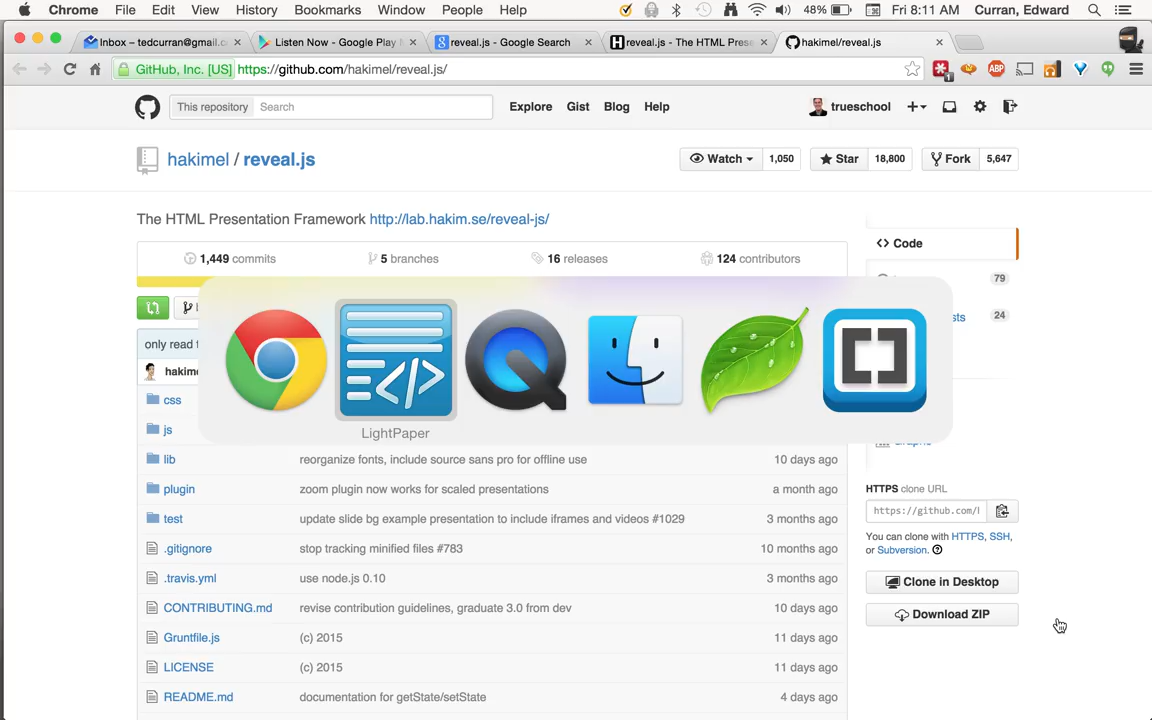 Chrome File Edit View History Bookmarks Window People Help 48% Fri 8:11 AM Curran, Edward
Inbox – tedcurran@gmail.c
Listen Now - Google Play
reveal.js - Google Search
reveal.js - The HTML Prese
hakimel/reveal.js
GitHub, Inc. [US] https://github.com/hakimel/reveal.js/
This repository Search Explore Gist Blog Help trueschool
hakimel / reveal.js Watch 1,050 Star 18,800 Fork 5,647
The HTML Presentation Framework http://lab.hakim.se/reveal-js/
Code
1,449 commits 5 branches 16 releases 124 contributors
79
24
only read
hakime
LightPaper
css
js
lib reorganize fonts, include source sans pro for offline use 10 days ago
plugin zoom plugin now works for scaled presentations a month ago
test update slide bg example presentation to include iframes and videos #1029 3 months ago
.gitignore stop tracking minified files #783 10 months ago
.travis.yml use node.js 0.10 3 months ago
CONTRIBUTING.md revise contribution guidelines, graduate 3.0 from dev 10 days ago
Gruntfile.js (c) 2015 11 days ago
LICENSE (c) 2015 11 days ago
README.md documentation for getState/setState 4 days ago
HTTPS clone URL
https://github.com/
You can clone with HTTPS, SSH,
or Subversion.
Clone in Desktop
Download ZIP